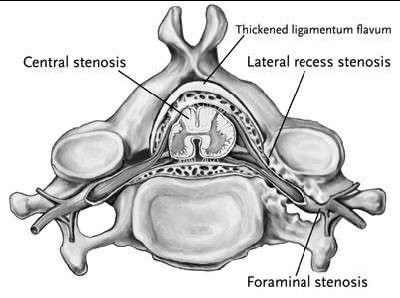 Thickened ligamentum flavum
Central stenosis
Lateral recess stenosis
Foraminal stenosis